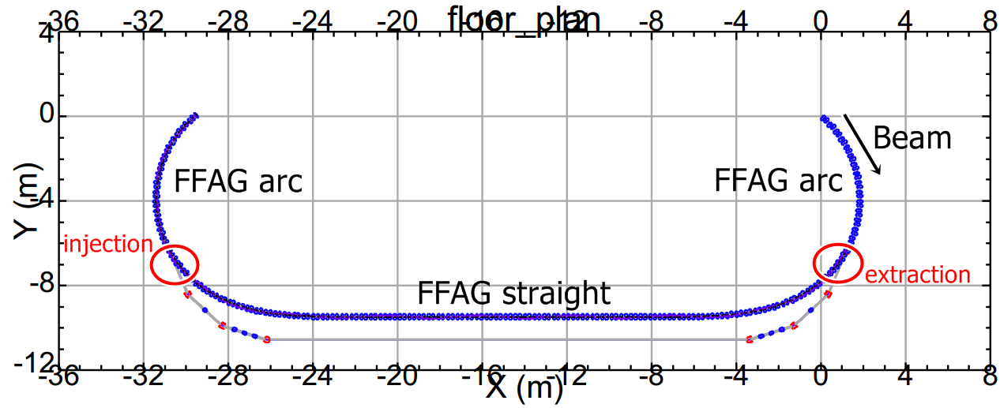 floor_plan
-36 -32 -28 -24 -20 -16 -12 -8 -4 0 4 8
4
0
Beam
FFAG arc
FFAG arc
-4
Y (m)
injection
extraction
-8
FFAG straight
-12
-36 -32 -28 -24 -20 -16 -12 -8 -4 0 4 8
X (m)